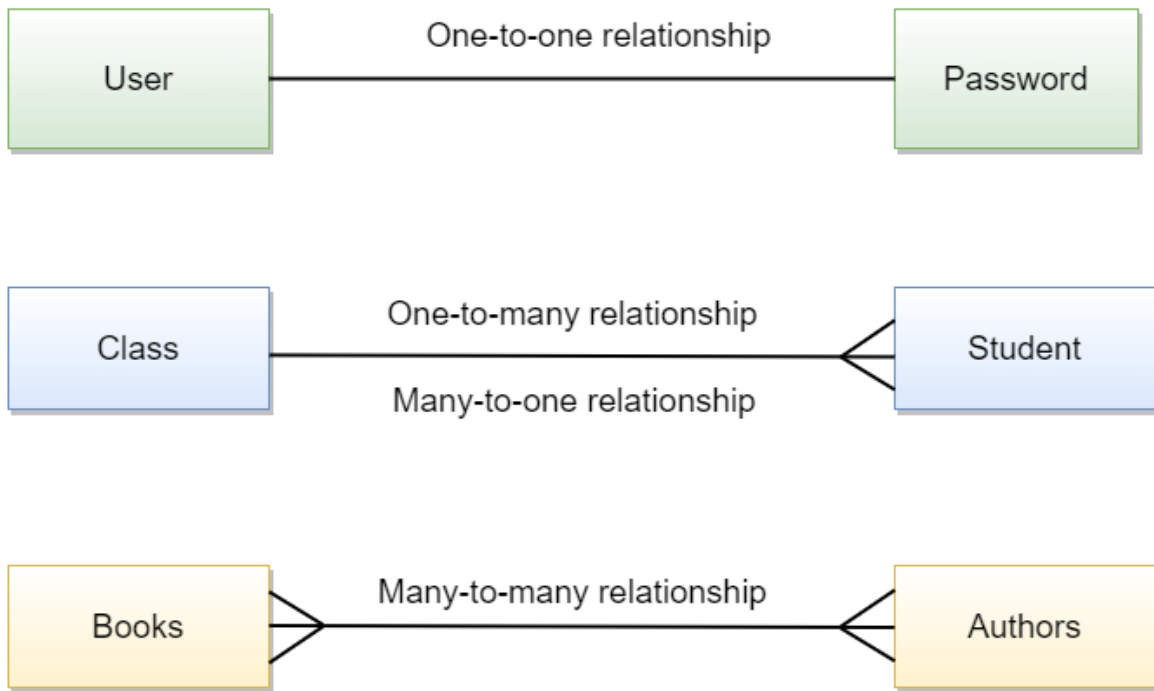 One-to-one relationship
User
Password
One-to-many relationship
Class
Student
Many-to-one relationship
Many-to-many relationship
Books
Authors